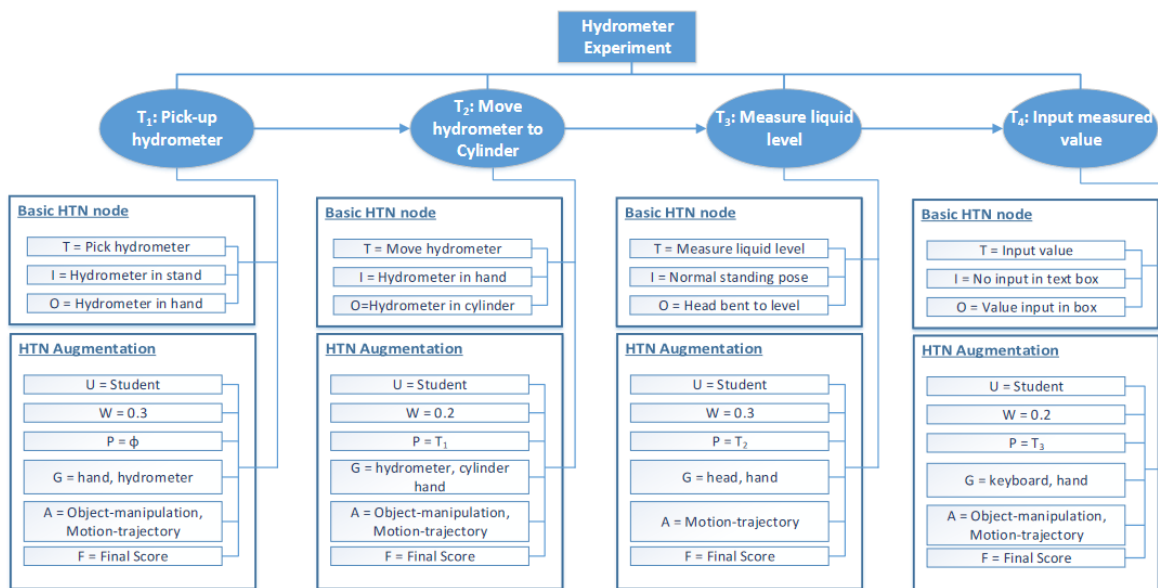 Hydrometer
Experiment
T₁: Pick-up
hydrometer
T₂: Move
hydrometer to
Cylinder
T₃: Measure liquid
level
T₄: Input measured
value
Basic HTN node
T = Pick hydrometer
I = Hydrometer in stand
O = Hydrometer in hand
HTN Augmentation
U = Student
W = 0.3
P = ϕ
G = hand, hydrometer
A = Object-manipulation,
Motion-trajectory
F = Final Score
Basic HTN node
T = Move hydrometer
I = Hydrometer in hand
O=Hydrometer in cylinder
HTN Augmentation
U = Student
W = 0.2
P = T₁
G = hydrometer, cylinder
hand
A = Object-manipulation,
Motion-trajectory
F = Final Score
Basic HTN node
T = Measure liquid level
I = Normal standing pose
O = Head bent to level
HTN Augmentation
U = Student
W = 0.3
P = T₂
G = head, hand
A = Motion-trajectory
F = Final Score
Basic HTN node
T = Input value
I = No input in text box
O = Value input in box
HTN Augmentation
U = Student
W = 0.2
P = T₃
G = keyboard, hand
A = Object-manipulation,
Motion-trajectory
F = Final Score